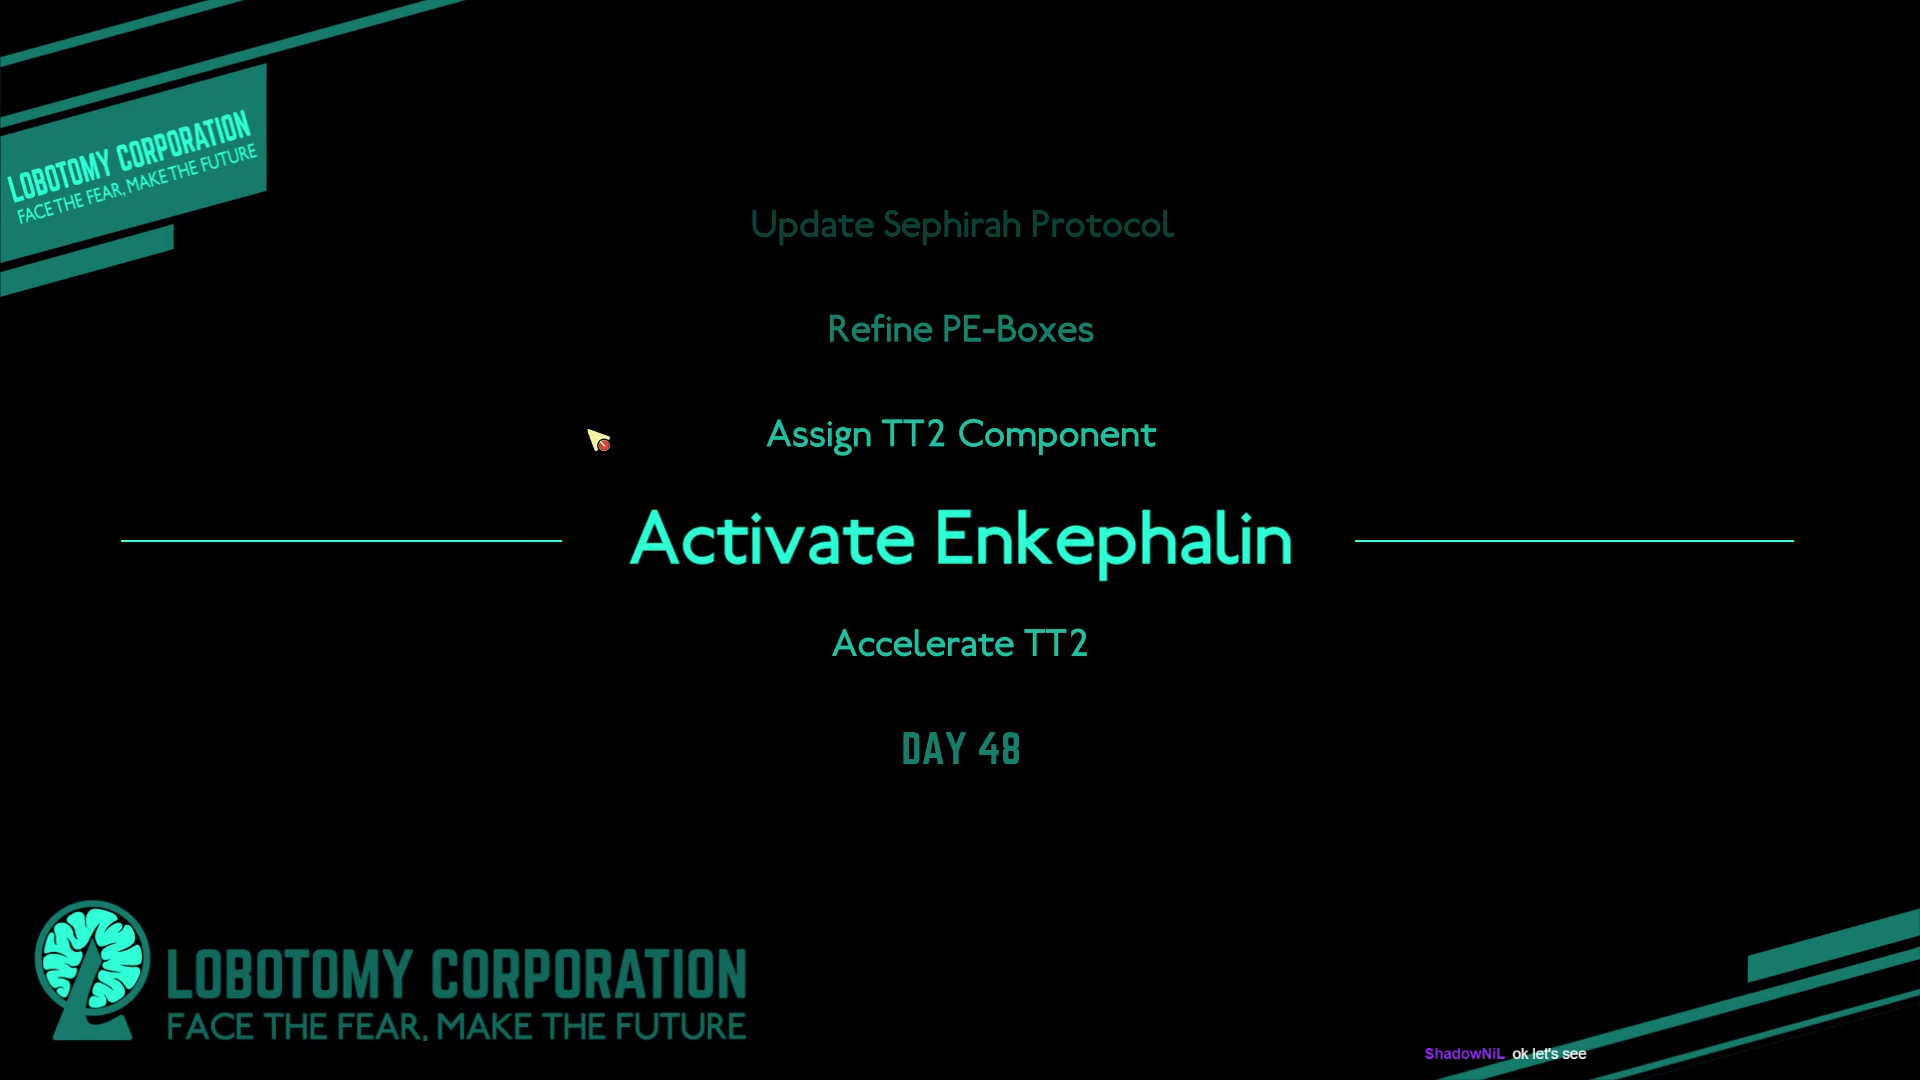 LOBOTOMY CORPORATION
FACE THE FEAR, MAKE THE FUTURE
Update Sephirah Protocol
Refine PE-Boxes
Assign TT2 Component
Activate Enkephalin
Accelerate TT2
DAY 48
LOBOTOMY CORPORATION
FACE THE FEAR, MAKE THE FUTURE
ShadowNiL ok let's see